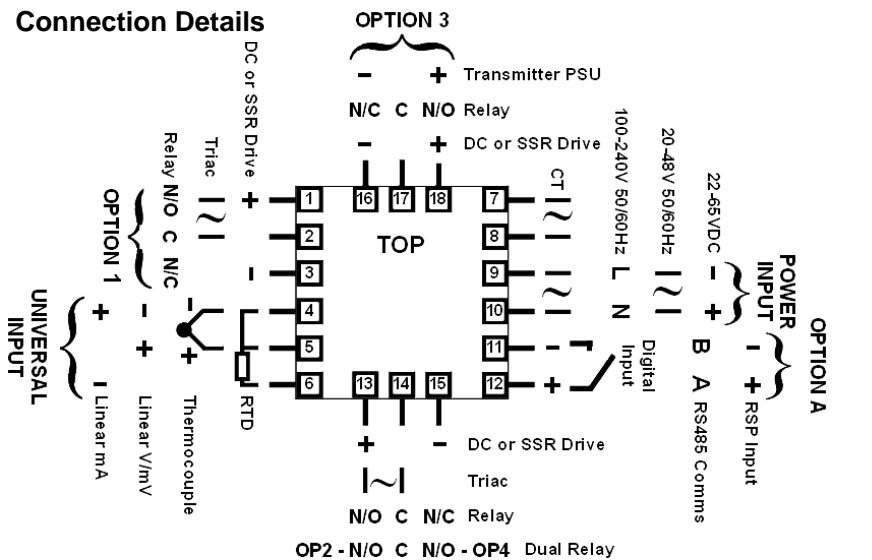 Connection Details
OPTION 3
- + Transmitter PSU
N/C C N/O Relay
- + DC or SSR Drive
DC or SSR Drive
+ -
Triac
~
Relay N/O C N/C
OPTION 1
UNIVERSAL
INPUT
+ - Linear mA
- + Linear V/mV
- + Thermocouple
RTD
TOP
1
2
3
4
5
6
16 17 18
7
8
9
10
11
12
13 14 15
CT
~
~
100-240V 50/60Hz
L N
20-48V 50/60Hz
~
22-65VDC
- +
POWER
INPUT
- +
Digital
Input
B A RS485 Comms
- + RSP Input
OPTION A
+ - DC or SSR Drive
~ Triac
N/O C N/C Relay
OP2 - N/O C N/O - OP4 Dual Relay